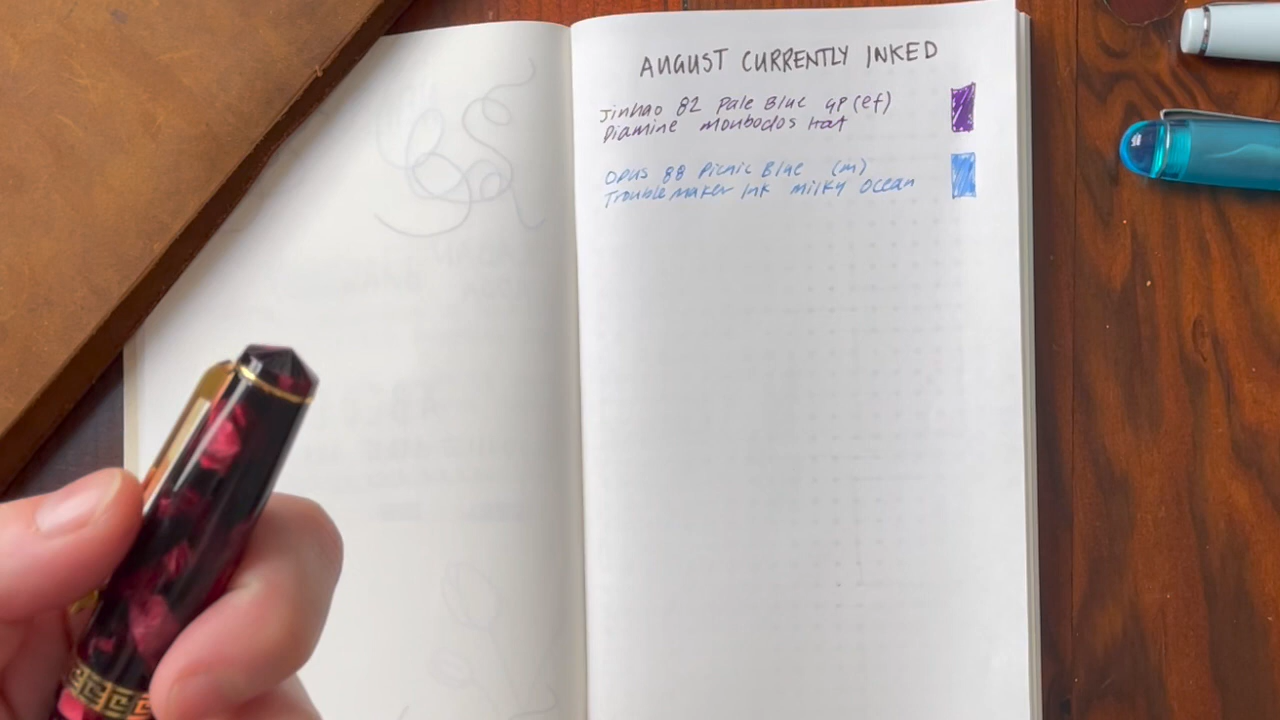 AUGUST CURRENTLY INKED
Jinhao 82 Pale Blue GP (ef)
Diamine Monbodos Hat
Opus 88 Picnic Blue (m)
Troublemaker Ink Milky Ocean